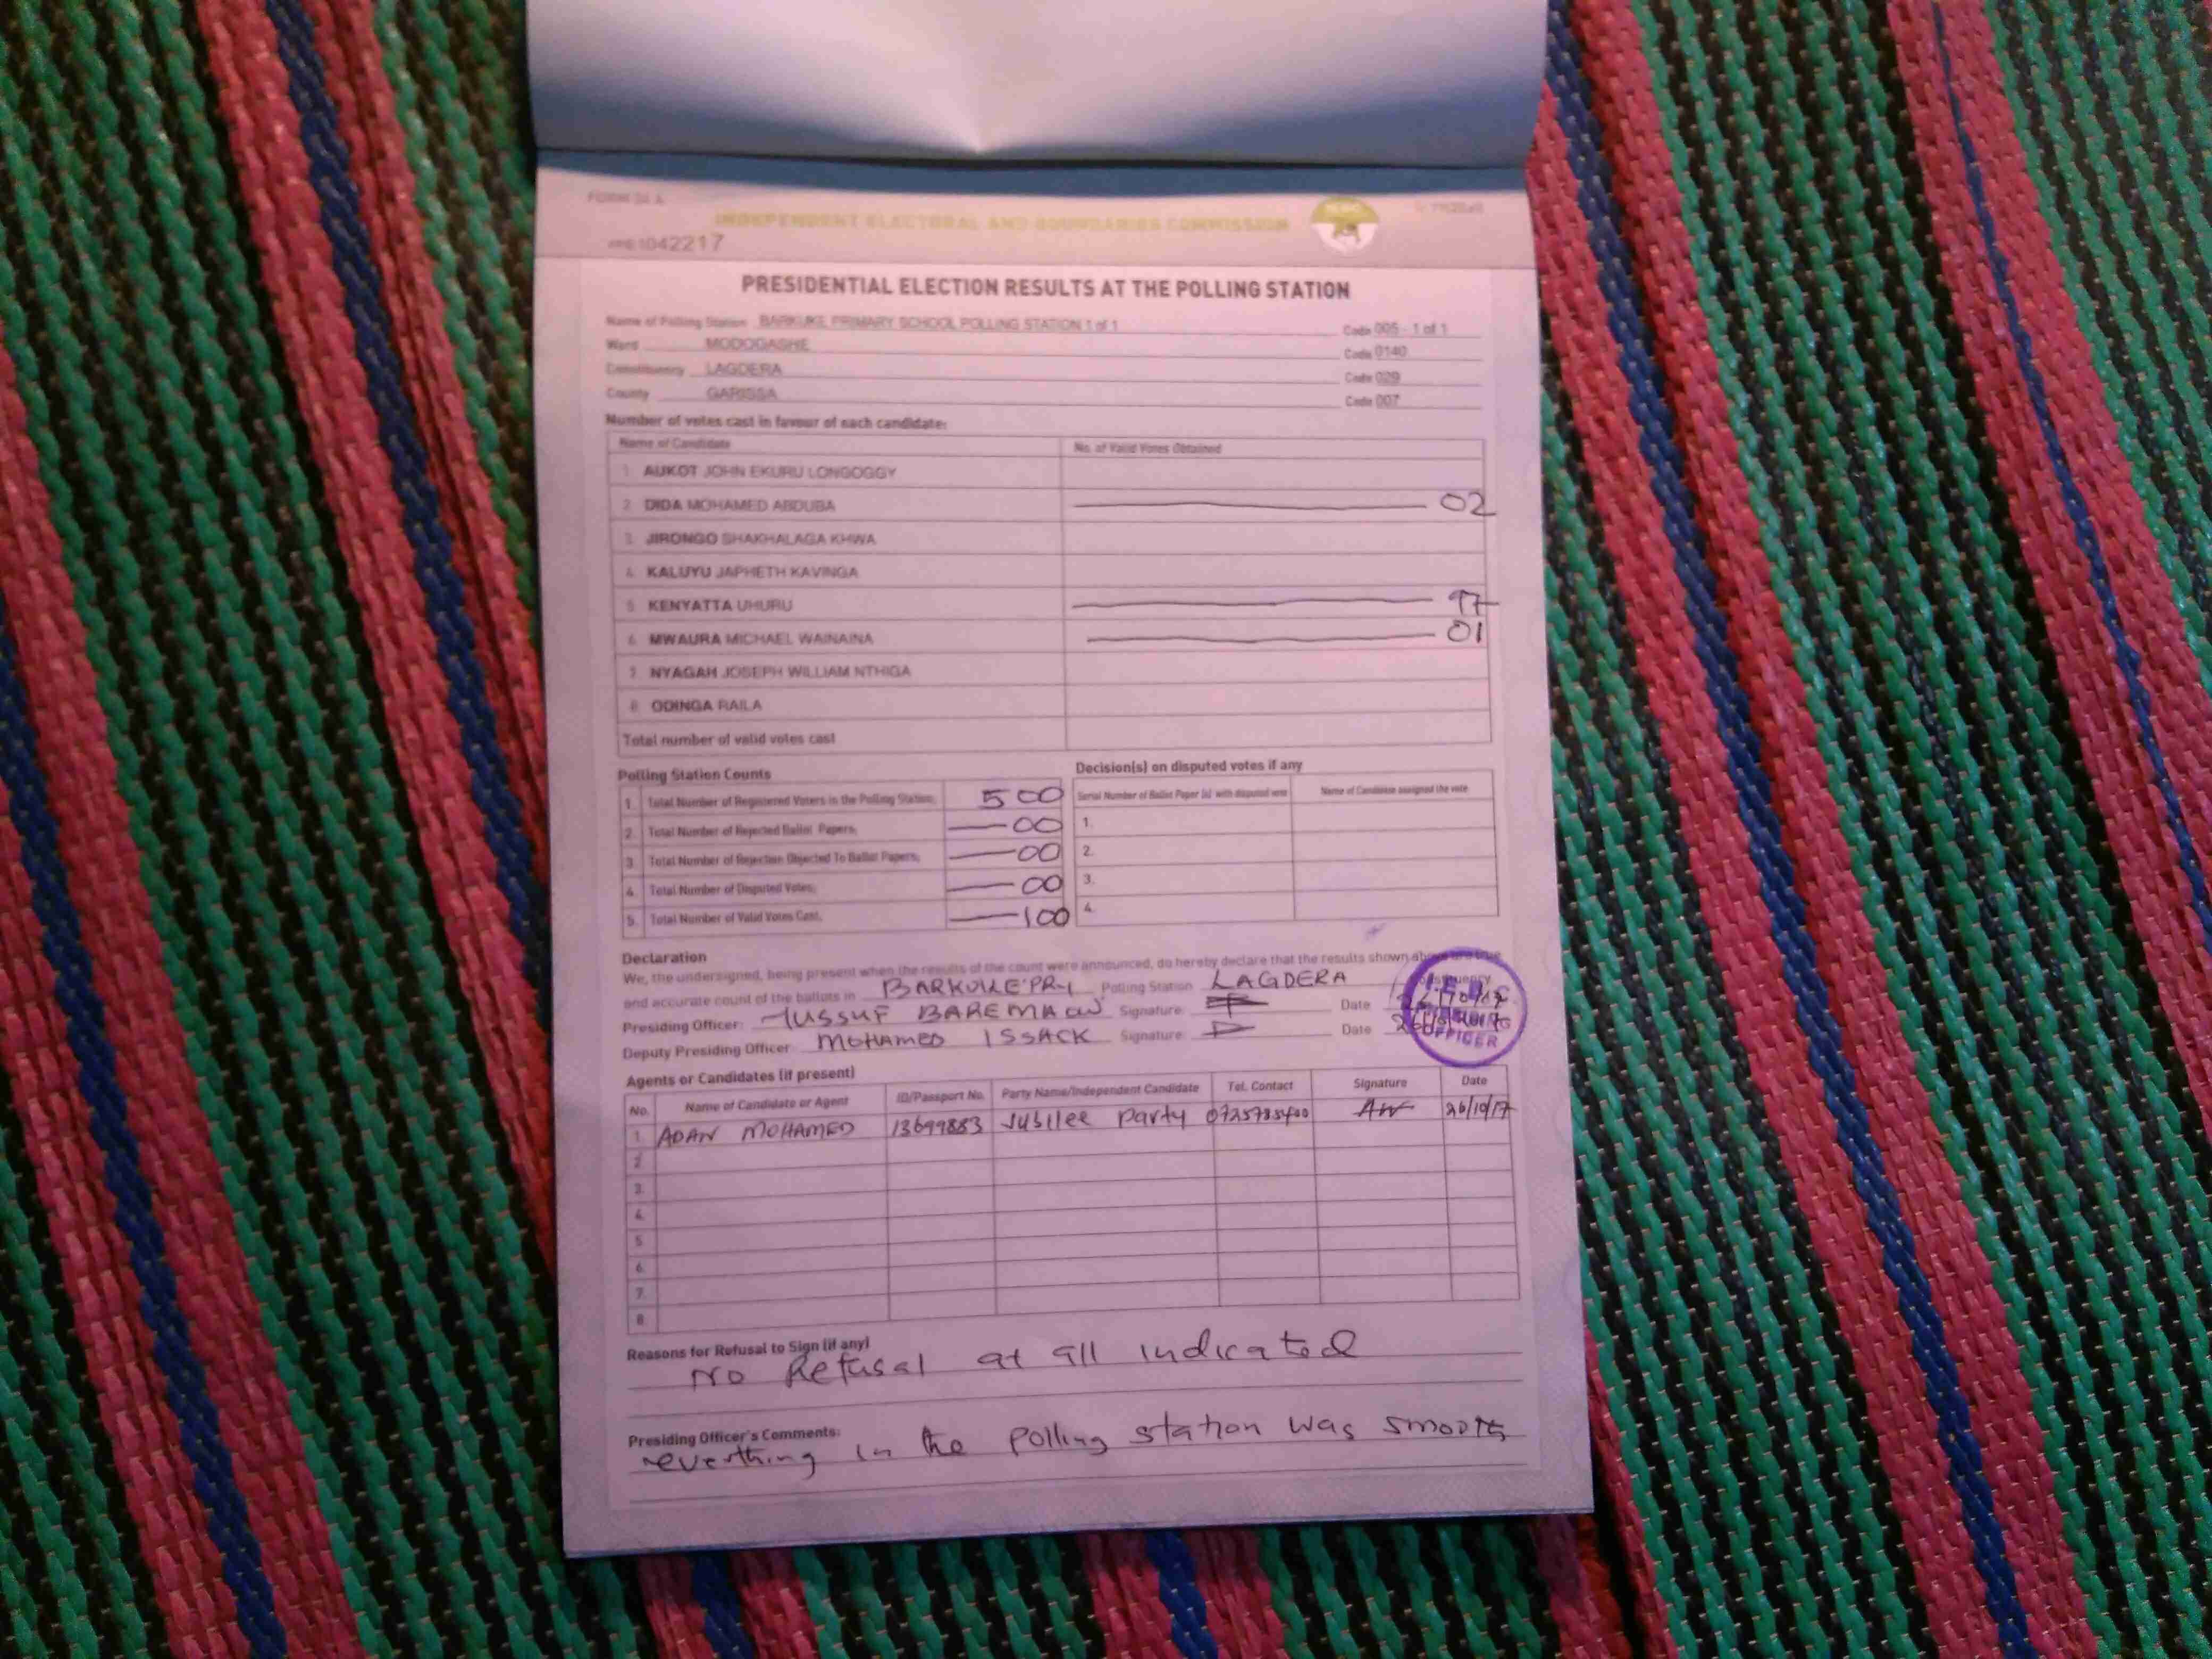 FORM 34 A
INDEPENDENT ELECTORAL AND BOUNDARIES COMMISSION
042217
PRESIDENTIAL ELECTION RESULTS AT THE POLLING STATION
Name of Polling Station BARKUKE PRIMARY SCHOOL POLLING STATION 1 of 1 Code 005 - 1 of 1
Ward MODOGASHE Code 0140
Constituency LAGDERA Code 029
County GARISSA Code 007
Number of votes cast in favour of each candidate:
Name of Candidate No. of Valid Votes Obtained
1. AUKOT JOHN EKURU LONGOGGY
2. DIDA MOHAMED ABDUBA 02
3. JIRONGO SHAKHALAGA KHWA
4. KALUYU JAPHETH KAVINGA
5. KENYATTA UHURU 97
6. MWAURA MICHAEL WAINAINA 01
7. NYAGAH JOSEPH WILLIAM NTHIGA
8. ODINGA RAILA
Total number of valid votes cast
Polling Station Counts
1. Total Number of Registered Voters in the Polling Station; 500
2. Total Number of Rejected Ballot Papers; 00
3. Total Number of Rejection Objected To Ballot Papers; 00
4. Total Number of Disputed Votes; 00
5. Total Number of Valid Votes Cast; 100
Decision(s) on disputed votes if any
Serial Number of Ballot Paper (s) with disputed vote Name of Candidate assigned the vote
1.
2.
3.
4.
Declaration
We, the undersigned, being present when the results of the count were announced, do hereby declare that the results shown above are true
and accurate count of the ballots in BARKUKE PRY Polling Station LAGDERA Constituency
Presiding Officer: YUSSUF Signature: Date 26/10/17
Deputy Presiding Officer: MOHAMED ISSACK Signature: Date 26/10/2017
OFFICER
Agents or Candidates (if present)
No. Name of Candidate or Agent ID/Passport No. Party Name/Independent Candidate Tel. Contact Signature Date
1. ADAN MOHAMED 13699883 Jubilee Party AW 26/10/17
2.
3.
4.
5.
6.
7.
8.
Reasons for Refusal to Sign (if any)
No Refusal at all indicated
Presiding Officer's Comments:
everthing in the Polling station was smooth